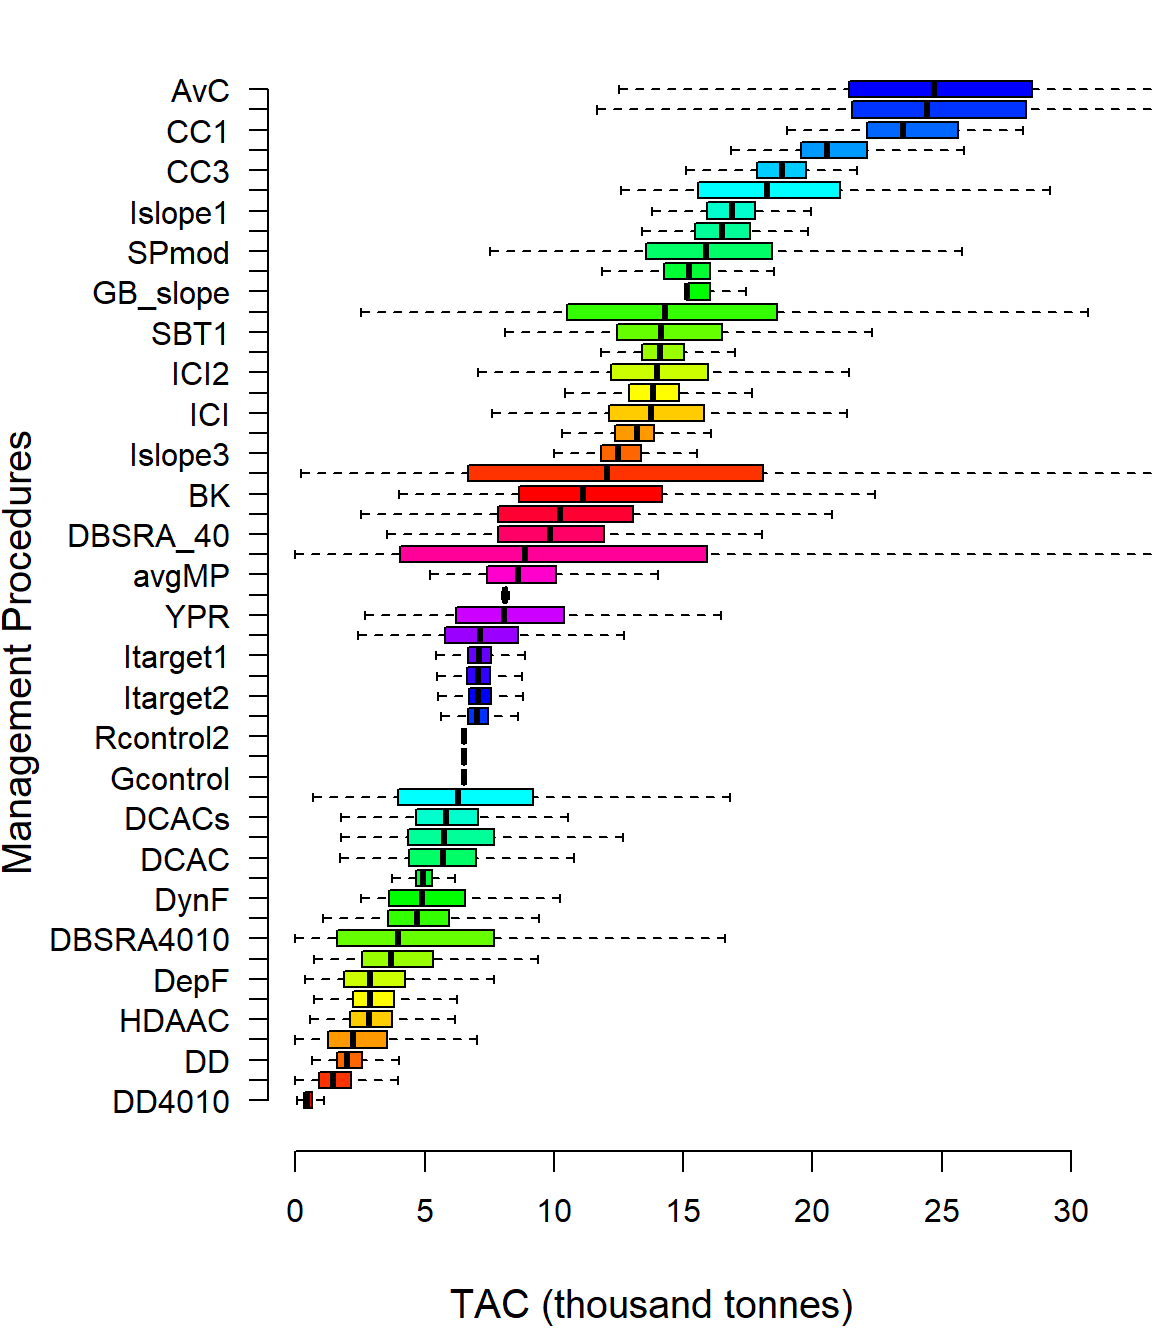 AvC
CC1
CC3
Islope1
SPmod
GB_slope
SBT1
ICI2
ICI
Islope3
BK
DBSRA_40
avgMP
YPR
Itarget1
Itarget2
Rcontrol2
Gcontrol
DCACs
DCAC
DynF
DBSRA4010
DepF
HDAAC
DD
DD4010
Management Procedures
0 5 10 15 20 25 30
TAC (thousand tonnes)